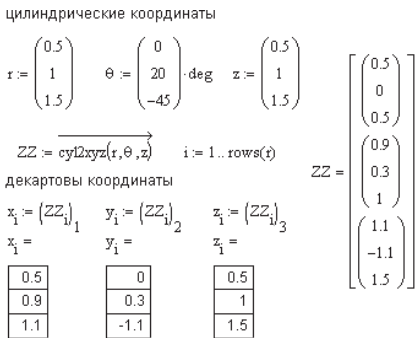 цилиндрические координаты
r := (0.5 1 1.5) θ := (0 20 −45) · deg z := (0.5 1 1.5)
ZZ := cyl2xyz(r, θ, z) i := 1 .. rows(r)
ZZ = [(0.5 0 0.5) (0.9 0.3 1) (1.1 −1.1 1.5)]
декартовы координаты
x_i := (ZZ_i)_1 y_i := (ZZ_i)_2 z_i := (ZZ_i)_3
x_i = y_i = z_i =
0.5 0 0.5
0.9 0.3 1
1.1 -1.1 1.5